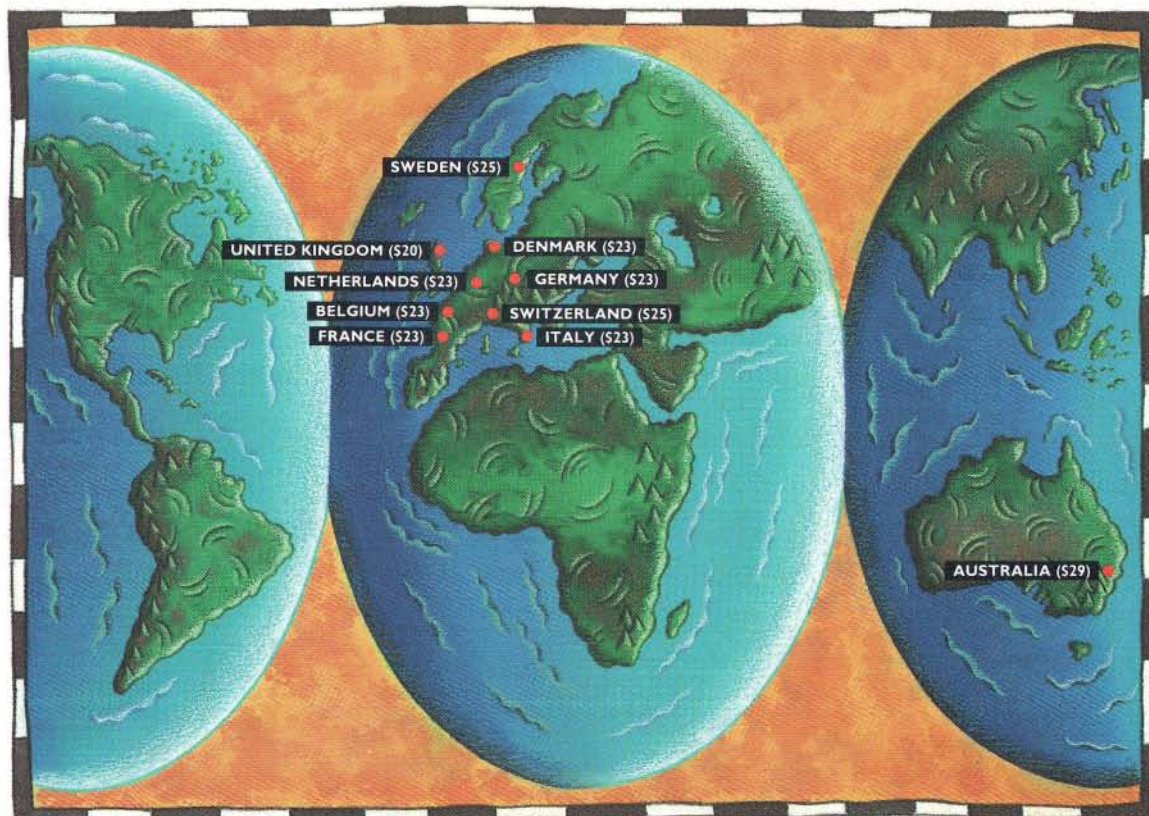 SWEDEN ($25)
UNITED KINGDOM ($20)
DENMARK ($23)
NETHERLANDS ($23)
GERMANY ($23)
BELGIUM ($23)
SWITZERLAND ($25)
FRANCE ($23)
ITALY ($23)
AUSTRALIA ($29)